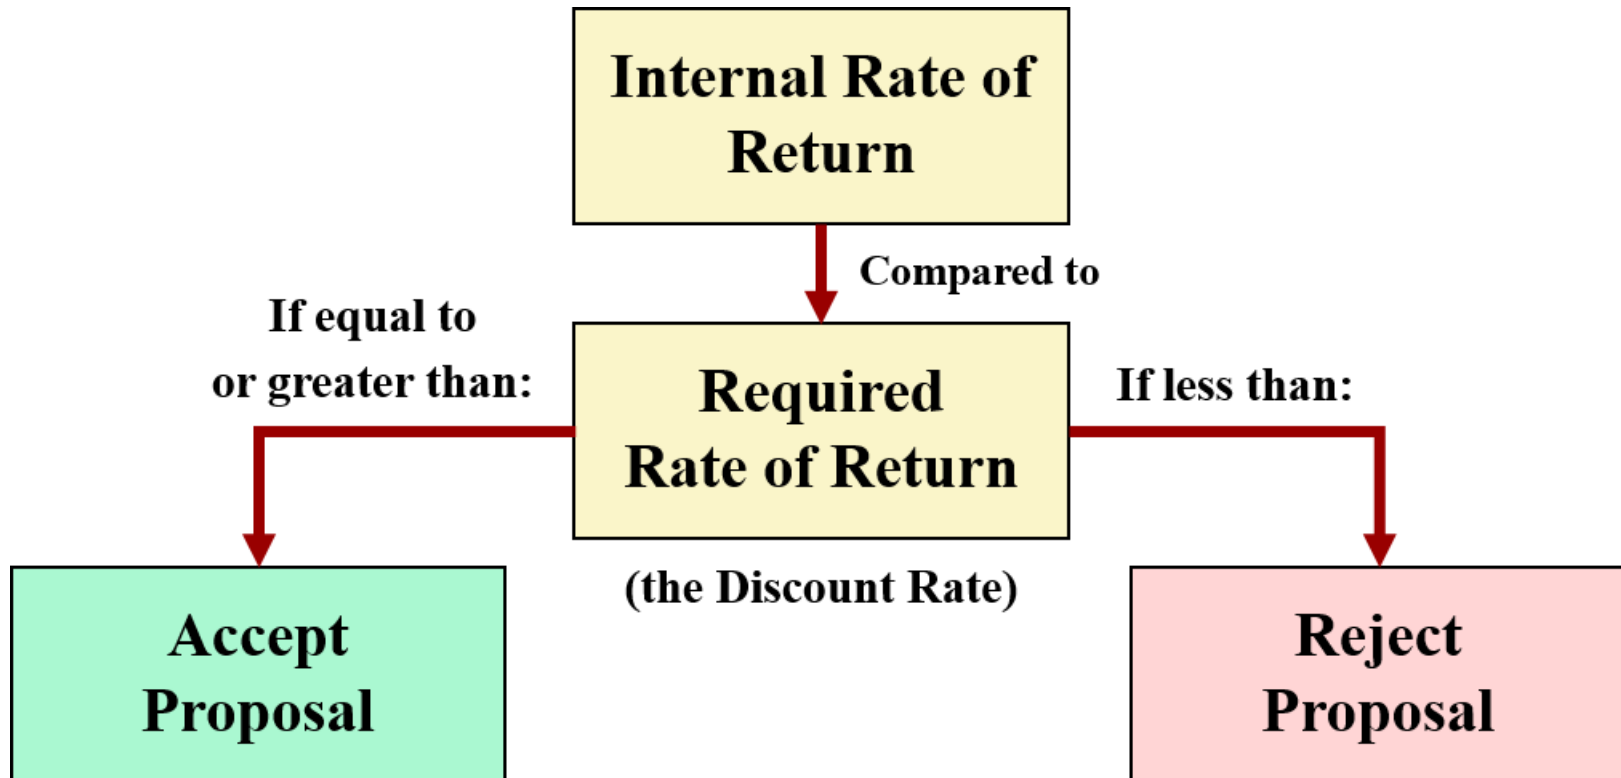 Internal Rate of
Return
Compared to
If equal to
or greater than:
Required
Rate of Return
If less than:
(the Discount Rate)
Accept
Proposal
Reject
Proposal